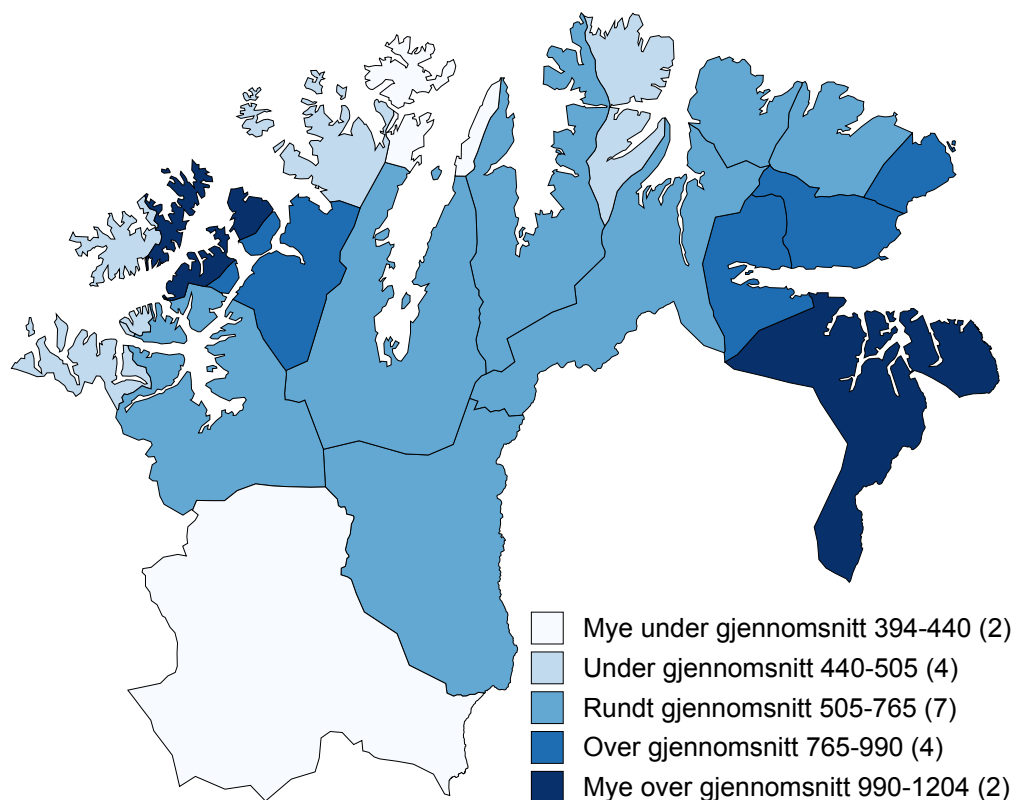 Mye under gjennomsnitt 394-440 (2)
Under gjennomsnitt 440-505 (4)
Rundt gjennomsnitt 505-765 (7)
Over gjennomsnitt 765-990 (4)
Mye over gjennomsnitt 990-1204 (2)